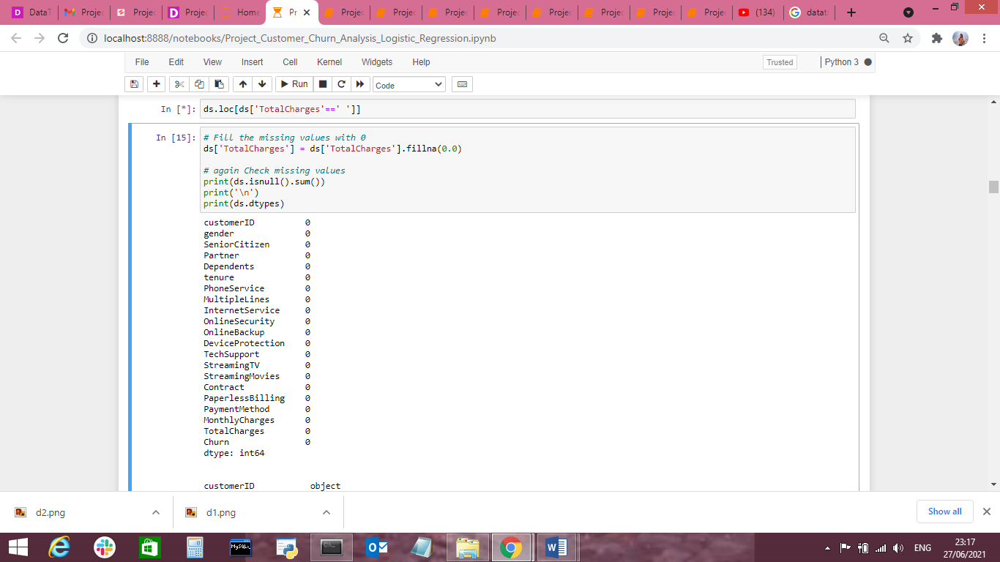 DataT
Projec
Projec
Projec
Home
Pr
Projec
Projec
Projec
Projec
Projec
Projec
Projec
Projec
(134)
datat
localhost:8888/notebooks/Project_Customer_Churn_Analysis_Logistic_Regression.ipynb
File Edit View Insert Cell Kernel Widgets Help Trusted Python 3
Run Code
In [*]: ds.loc[ds['TotalCharges'==' ']]
In [15]: # Fill the missing values with 0
ds['TotalCharges'] = ds['TotalCharges'].fillna(0.0)
# again Check missing values
print(ds.isnull().sum())
print('\n')
print(ds.dtypes)
customerID 0
gender 0
SeniorCitizen 0
Partner 0
Dependents 0
tenure 0
PhoneService 0
MultipleLines 0
InternetService 0
OnlineSecurity 0
OnlineBackup 0
DeviceProtection 0
TechSupport 0
StreamingTV 0
StreamingMovies 0
Contract 0
PaperlessBilling 0
PaymentMethod 0
MonthlyCharges 0
TotalCharges 0
Churn 0
dtype: int64
customerID object
d2.png d1.png Show all
ENG 23:17
27/06/2021